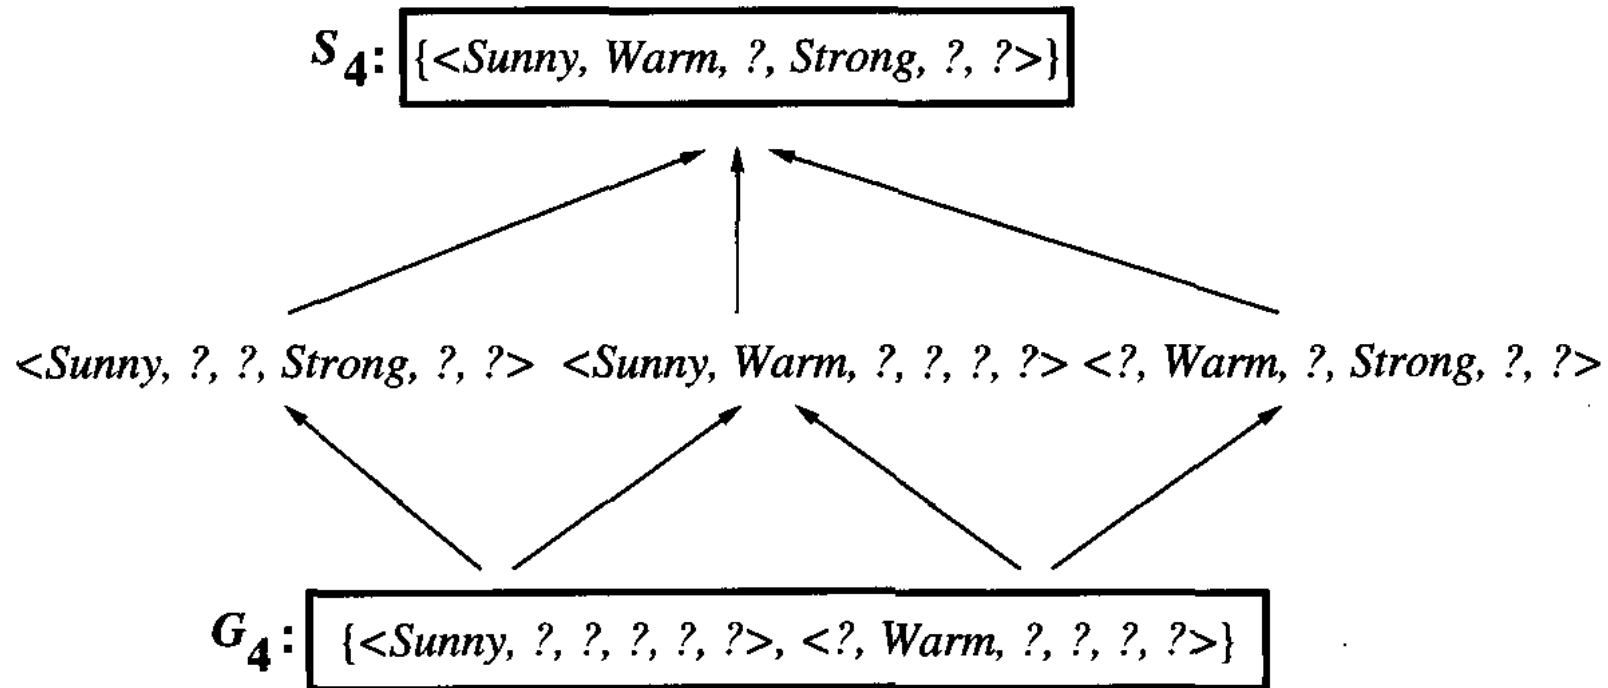 S4: {<Sunny, Warm, ?, Strong, ?, ?>}
<Sunny, ?, ?, Strong, ?, ?> <Sunny, Warm, ?, ?, ?, ?> <?, Warm, ?, Strong, ?, ?>
G4: {<Sunny, ?, ?, ?, ?, ?>, <?, Warm, ?, ?, ?, ?>}